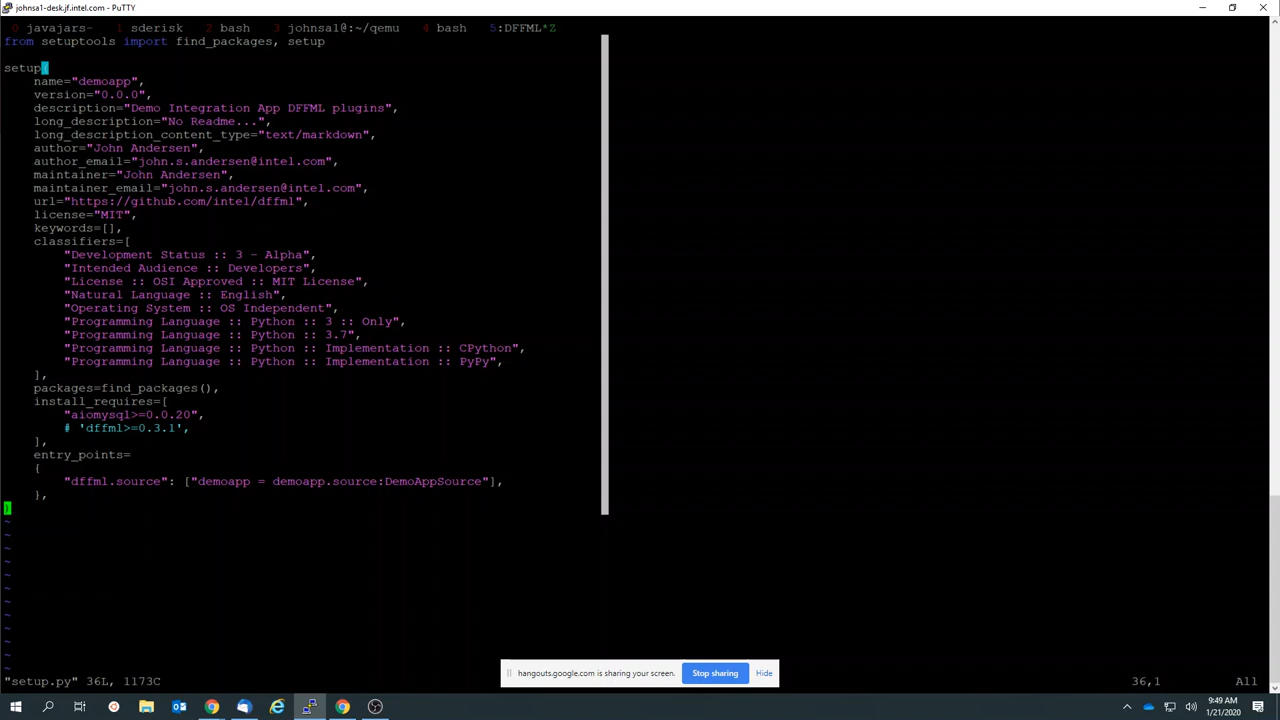 johnsa1-desk.jf.intel.com - PuTTY
0 javajars- 1 sderisk 2 bash 3 johnsa1@:~/qemu 4 bash 5:DFFML*Z
from setuptools import find_packages, setup
setup(
name="demoapp",
version="0.0.0",
description="Demo Integration App DFFML plugins",
long_description="No Readme...",
long_description_content_type="text/markdown",
author="John Andersen",
author_email="john.s.andersen@intel.com",
maintainer="John Andersen",
maintainer_email="john.s.andersen@intel.com",
url="https://github.com/intel/dffml",
license="MIT",
keywords=[],
classifiers=[
"Development Status :: 3 - Alpha",
"Intended Audience :: Developers",
"License :: OSI Approved :: MIT License",
"Natural Language :: English",
"Operating System :: OS Independent",
"Programming Language :: Python :: 3 :: Only",
"Programming Language :: Python :: 3.7",
"Programming Language :: Python :: Implementation :: CPython",
"Programming Language :: Python :: Implementation :: PyPy",
],
packages=find_packages(),
install_requires=[
"aiomysql>=0.0.20",
# 'dffml>=0.3.1',
],
entry_points=
{
"dffml.source": ["demoapp = demoapp.source:DemoAppSource"],
},
)
~
~
~
~
~
~
~
~
~
~
~
~
hangouts.google.com is sharing your screen. Stop sharing Hide
"setup.py" 36L, 1173C 36,1 All
9:49 AM
1/21/2020